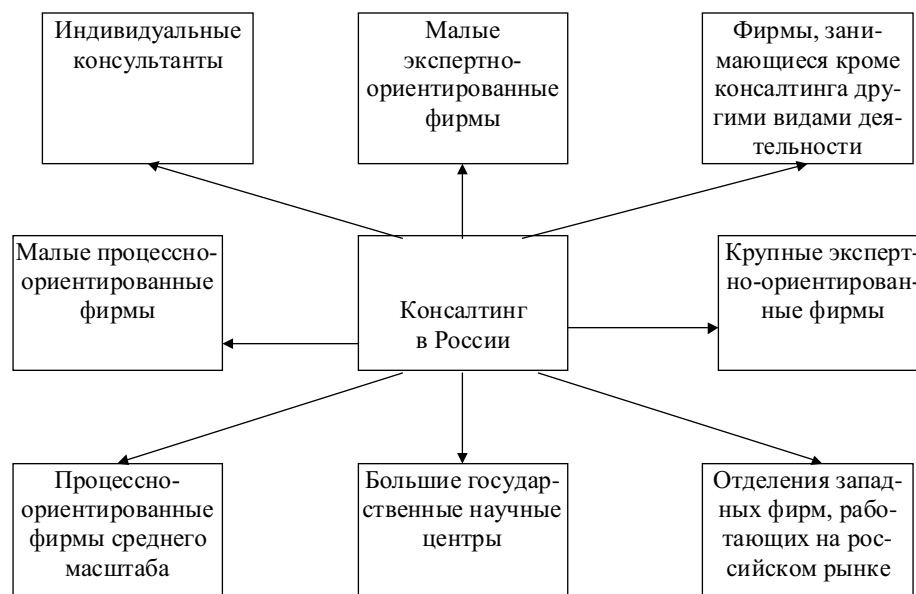 Индивидуальные
консультанты
Малые
экспертно-
ориентированные
фирмы
Фирмы, зани-
мающиеся кроме
консалтинга дру-
гими видами дея-
тельности
Малые процессно-
ориентированные
фирмы
Консалтинг
в России
Крупные эксперт-
но-ориентирован-
ные фирмы
Процессно-
ориентированные
фирмы среднего
масштаба
Большие государ-
ственные научные
центры
Отделения запад-
ных фирм, рабо-
тающих на рос-
сийском рынке